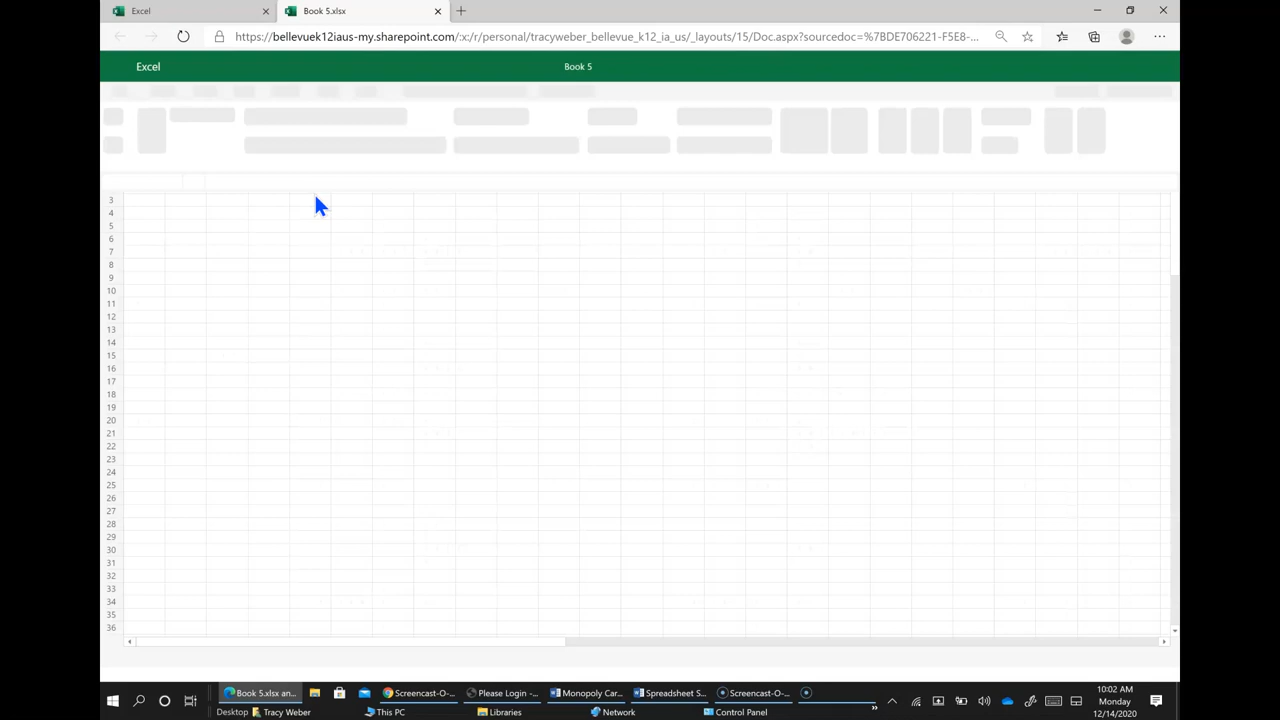 Excel
Book 5.xlsx
https://bellevuek12iaus-my.sharepoint.com/:x:/r/personal/tracyweber_bellevue_k12_ia_us/_layouts/15/Doc.aspx?sourcedoc=%7BDE706221-F5E8-...
Excel
Book 5
3
4
5
6
7
8
9
10
11
12
13
14
15
16
17
18
19
20
21
22
23
24
25
26
27
28
29
30
31
32
33
34
35
36
Book 5.xlsx an...
Screencast-O-...
Please Login -...
Monopoly Car...
Spreadsheet S...
Screencast-O-...
10:02 AM
Monday
12/14/2020
Desktop
Tracy Weber
This PC
Libraries
Network
Control Panel